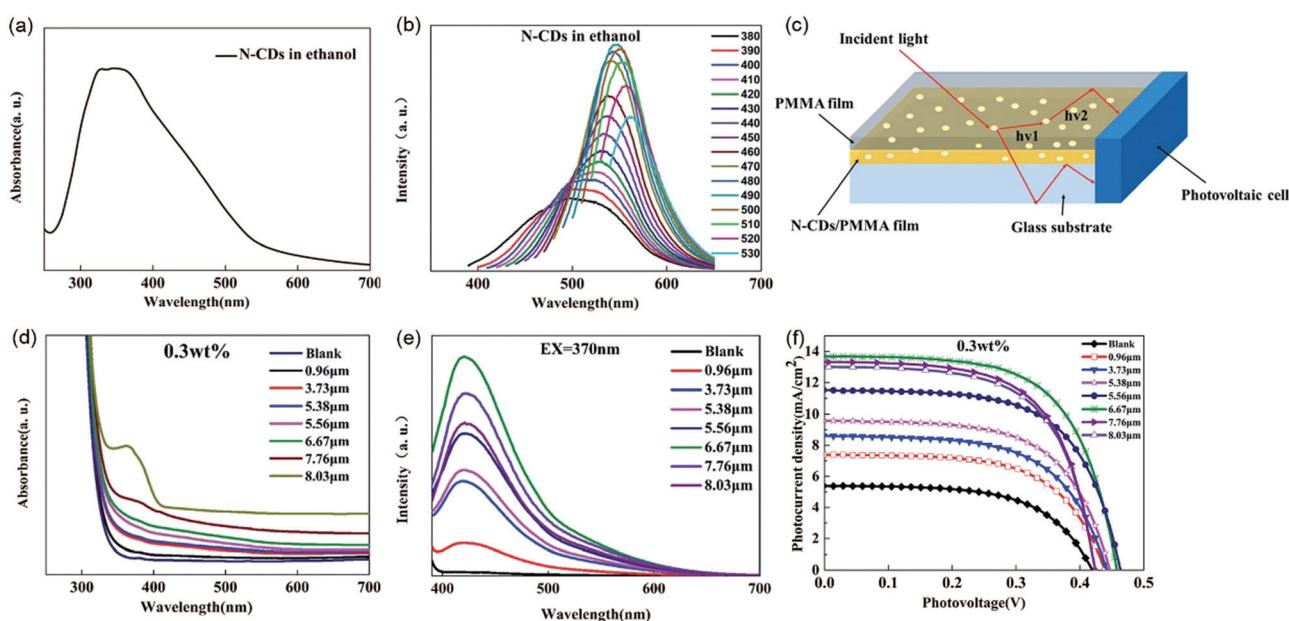 (a)
N-CDs in ethanol
Absorbance(a. u.)
300 400 500 600 700
Wavelength(nm)
(b)
N-CDs in ethanol
380
390
400
410
420
430
440
450
460
470
480
490
500
510
520
530
Intensity (a. u.)
400 500 600 700
Wavelength(nm)
(c)
Incident light
PMMA film
hv1
hv2
Photovoltaic cell
N-CDs/PMMA film
Glass substrate
(d)
0.3wt%
Blank
0.96μm
3.73μm
5.38μm
5.56μm
6.67μm
7.76μm
8.03μm
Absorbance(a. u.)
300 400 500 600 700
Wavelength(nm)
(e)
EX=370nm
Blank
0.96μm
3.73μm
5.38μm
5.56μm
6.67μm
7.76μm
8.03μm
Intensity (a. u.)
400 500 600 700
Wavelength(nm)
(f)
0.3wt%
Blank
0.96μm
3.73μm
5.38μm
5.56μm
6.67μm
7.76μm
8.03μm
Photocurrent density(mA/cm²)
14
12
10
8
6
4
2
0
0.0 0.1 0.2 0.3 0.4 0.5
Photovoltage(V)